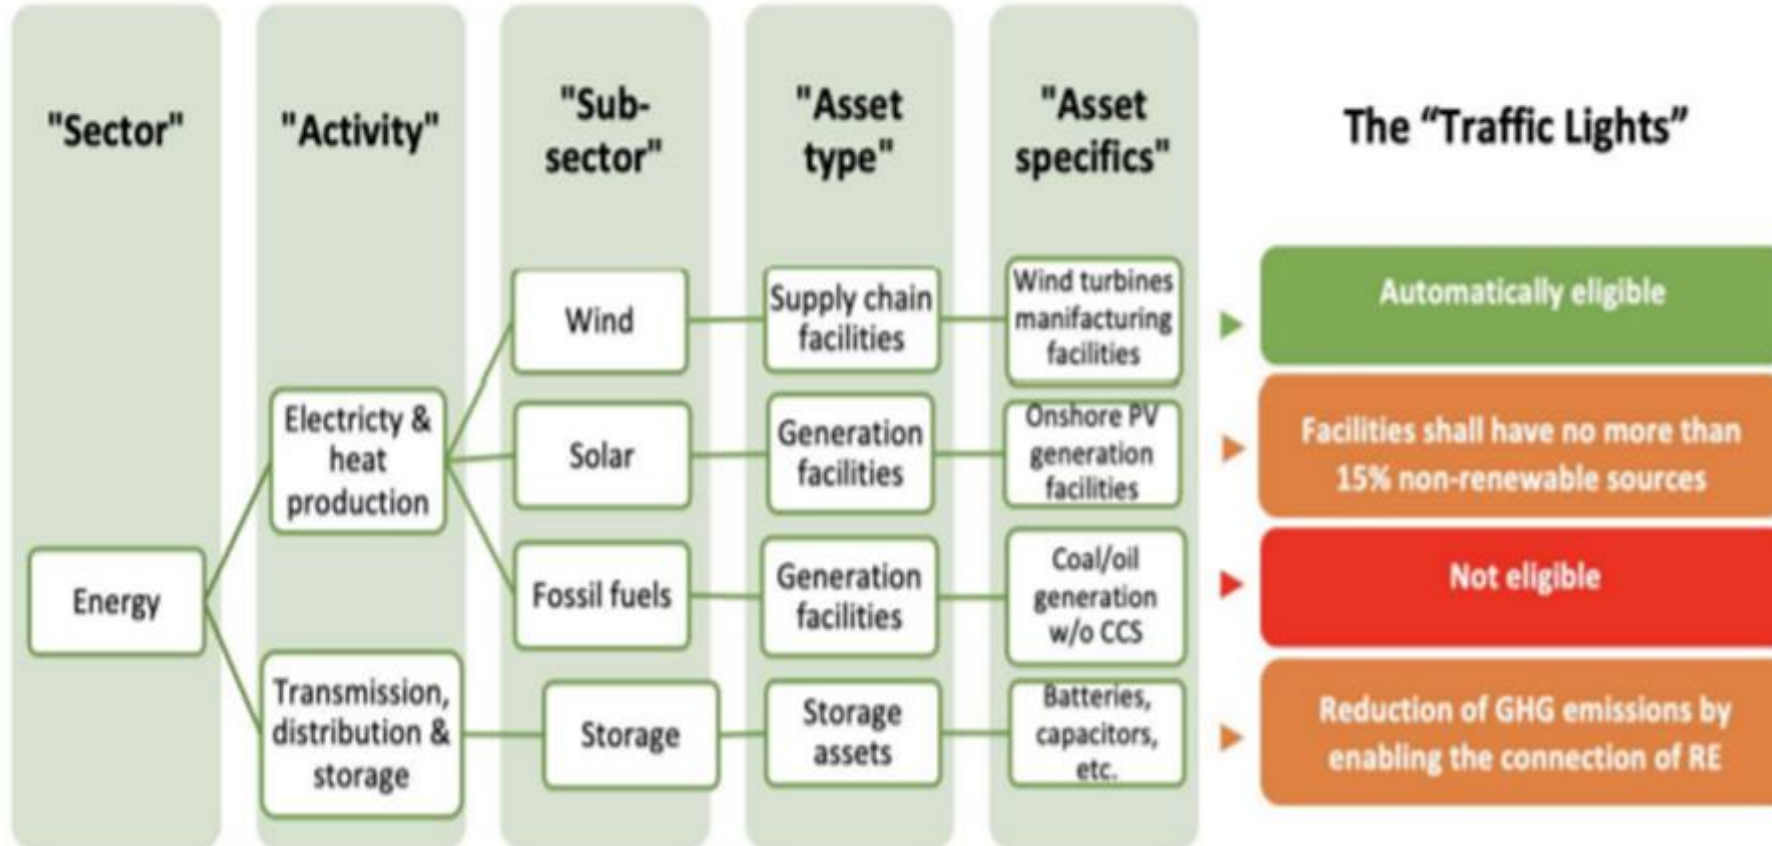 "Sector"
"Activity"
"Sub-
sector"
"Asset
type"
"Asset
specifics"
The “Traffic Lights”
Energy
Electricty &
heat
production
Transmission,
distribution &
storage
Wind
Supply chain
facilities
Wind turbines
manifacturing
facilities
Automatically eligible
Solar
Generation
facilities
Onshore PV
generation
facilities
Facilities shall have no more than
15% non-renewable sources
Fossil fuels
Generation
facilities
Coal/oil
generation
w/o CCS
Not eligible
Storage
Storage
assets
Batteries,
capacitors,
etc.
Reduction of GHG emissions by
enabling the connection of RE